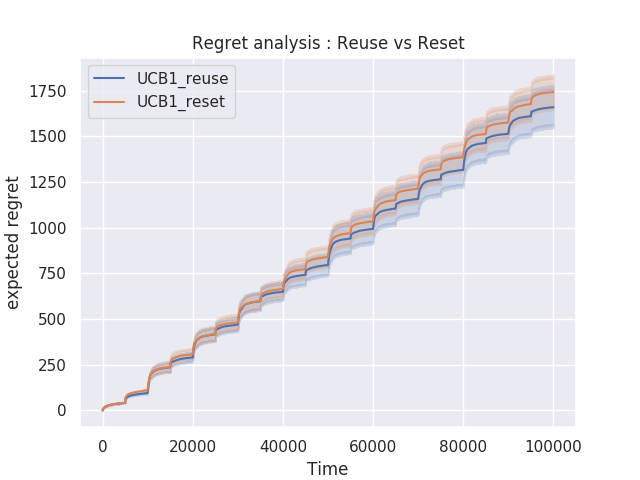 Regret analysis : Reuse vs Reset
UCB1_reuse
UCB1_reset
expected regret
1750
1500
1250
1000
750
500
250
0
0 20000 40000 60000 80000 100000
Time